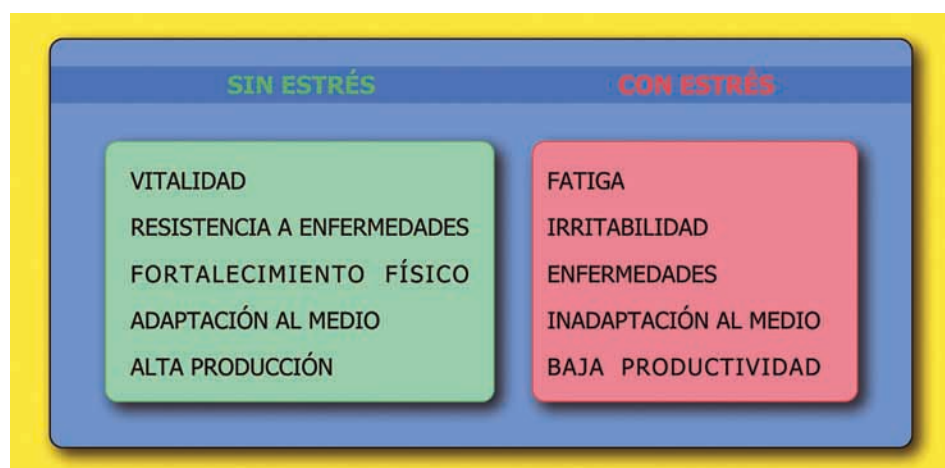 SIN ESTRÉS
CON ESTRÉS
VITALIDAD
RESISTENCIA A ENFERMEDADES
FORTALECIMIENTO FÍSICO
ADAPTACIÓN AL MEDIO
ALTA PRODUCCIÓN
FATIGA
IRRITABILIDAD
ENFERMEDADES
INADAPTACIÓN AL MEDIO
BAJA PRODUCTIVIDAD